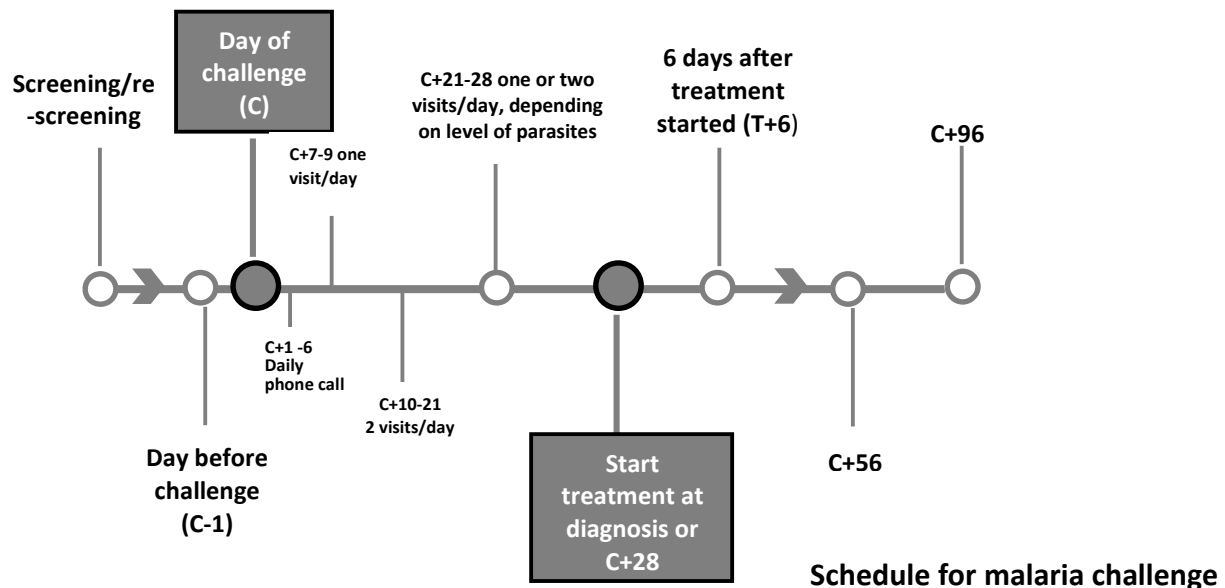 Screening/re
-screening
Day of
challenge
(C)
C+7-9 one
visit/day
C+21-28 one or two
visits/day, depending
on level of parasites
6 days after
treatment
started (T+6)
C+96
C+1 -6
Daily
phone call
C+10-21
2 visits/day
Day before
challenge
(C-1)
Start
treatment at
diagnosis or
C+28
C+56
Schedule for malaria challenge